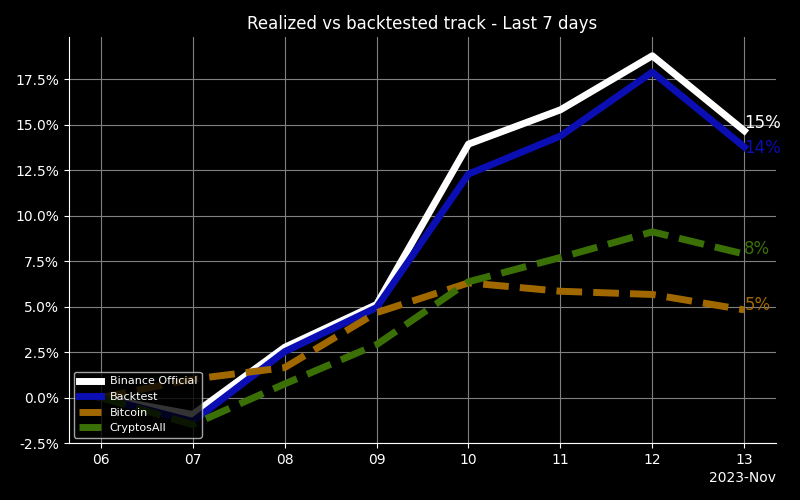 Realized vs backtested track - Last 7 days
17.5%
15.0%
12.5%
10.0%
7.5%
5.0%
2.5%
0.0%
-2.5%
15%
14%
8%
5%
Binance Official
Backtest
Bitcoin
CryptosAll
06 07 08 09 10 11 12 13
2023-Nov